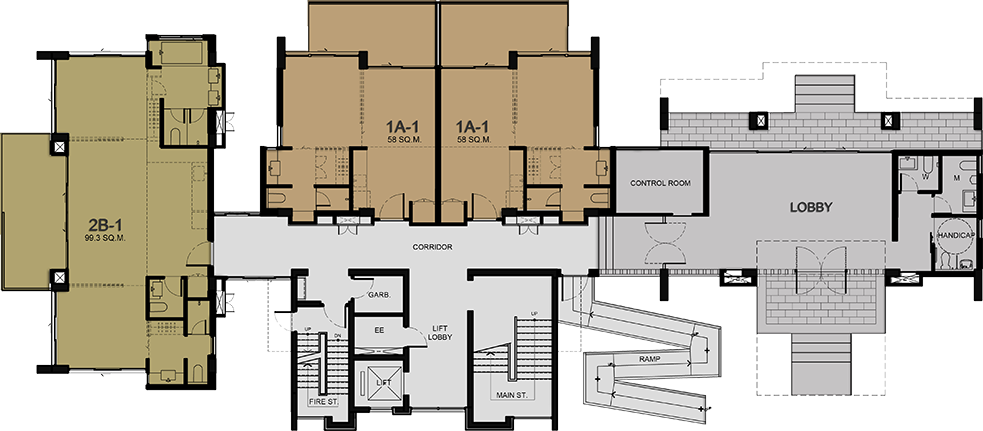 1A-1
58 SQ.M.
1A-1
58 SQ.M.
2B-1
99.3 SQ.M.
CONTROL ROOM
LOBBY
W
M
HANDICAP
CORRIDOR
GARB.
EE
LIFT
LOBBY
UP
DN
UP
LIFT
FIRE ST.
MAIN ST.
RAMP